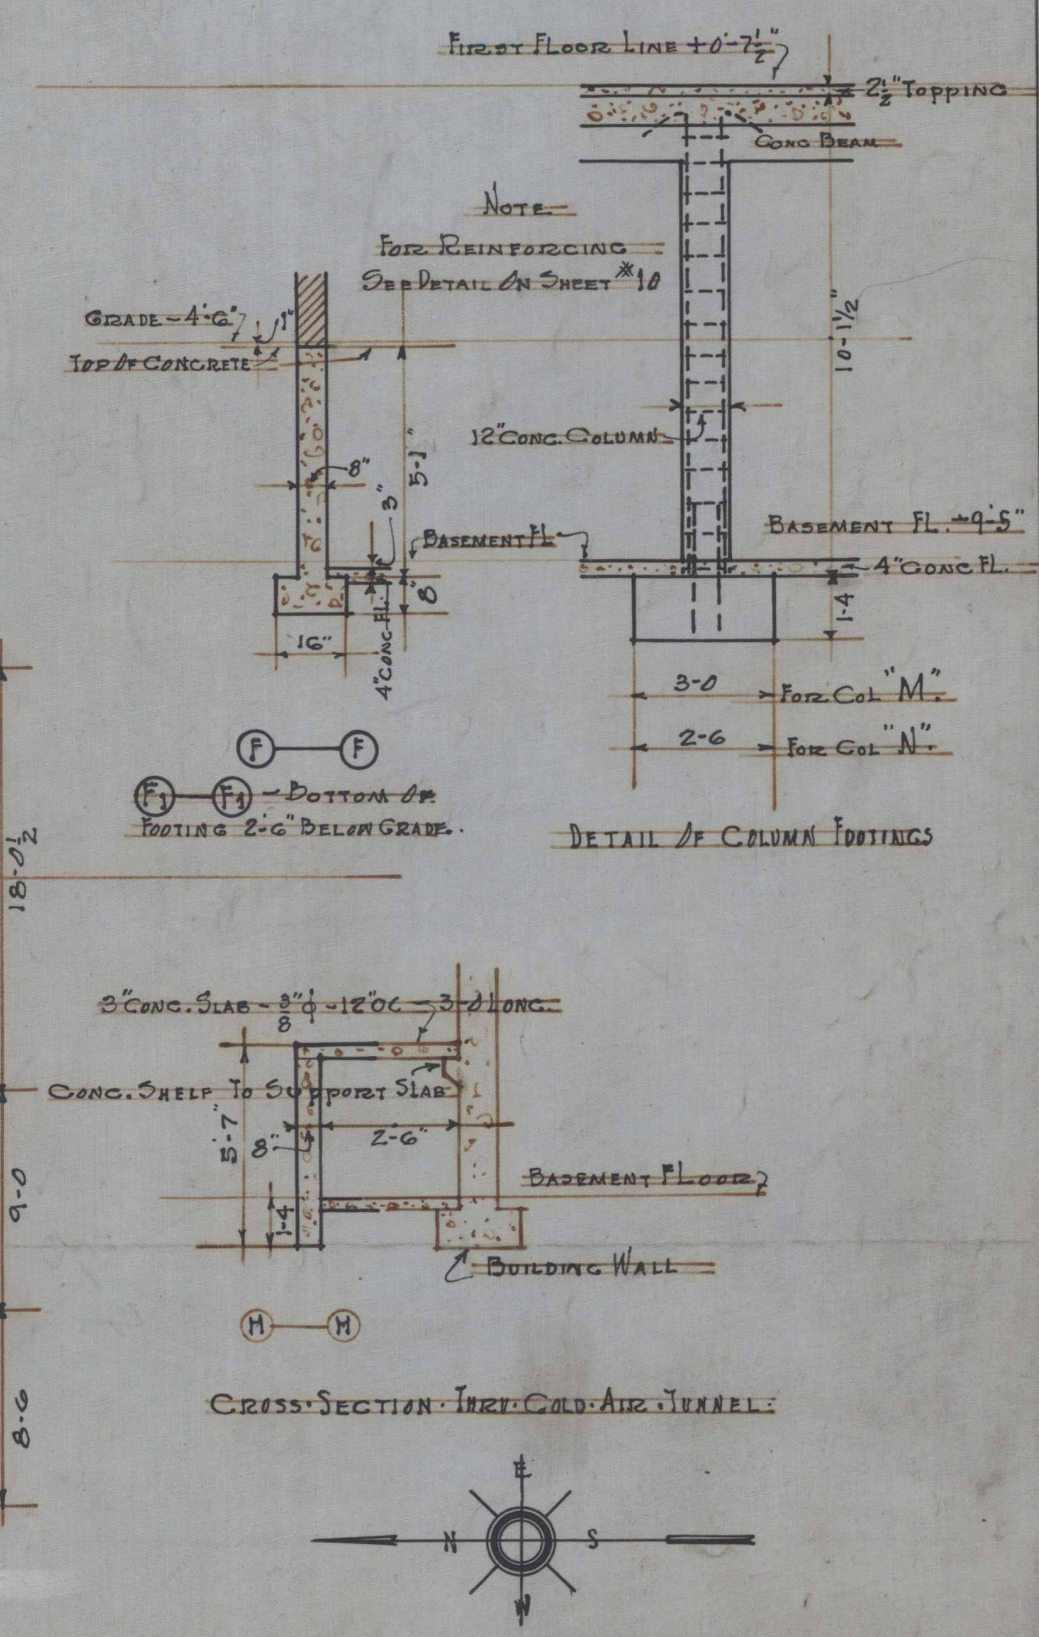 FIRST FLOOR LINE +0'-7½"
2½" TOPPING
CONC BEAM
NOTE
FOR REINFORCING
SEE DETAIL ON SHEET #10
GRADE-4'-6"
1"
TOP OF CONCRETE
10-1½"
12" CONC. COLUMN
8"
5-1"
3"
BASEMENT FL
BASEMENT FL. -9'-5"
4" CONC FL.
8"
1-4
16"
4" CONC. FL.
3-0 FOR COL "M".
2-6 FOR COL "N".
F F
F1 F1 - BOTTOM OF
FOOTING 2'-6" BELOW GRADE.
DETAIL OF COLUMN FOOTINGS
18-0½
3" CONC. SLAB - 3/8" ϕ - 12" OC - 3-0 LONG.
CONC. SHELF TO SUPPORT SLAB
5'-7"
8"
2-6"
BASEMENT FLOOR
9-0
1-4
BUILDING WALL
H H
8-6
CROSS·SECTION·THRU·COLD·AIR·TUNNEL·
E
N S
W